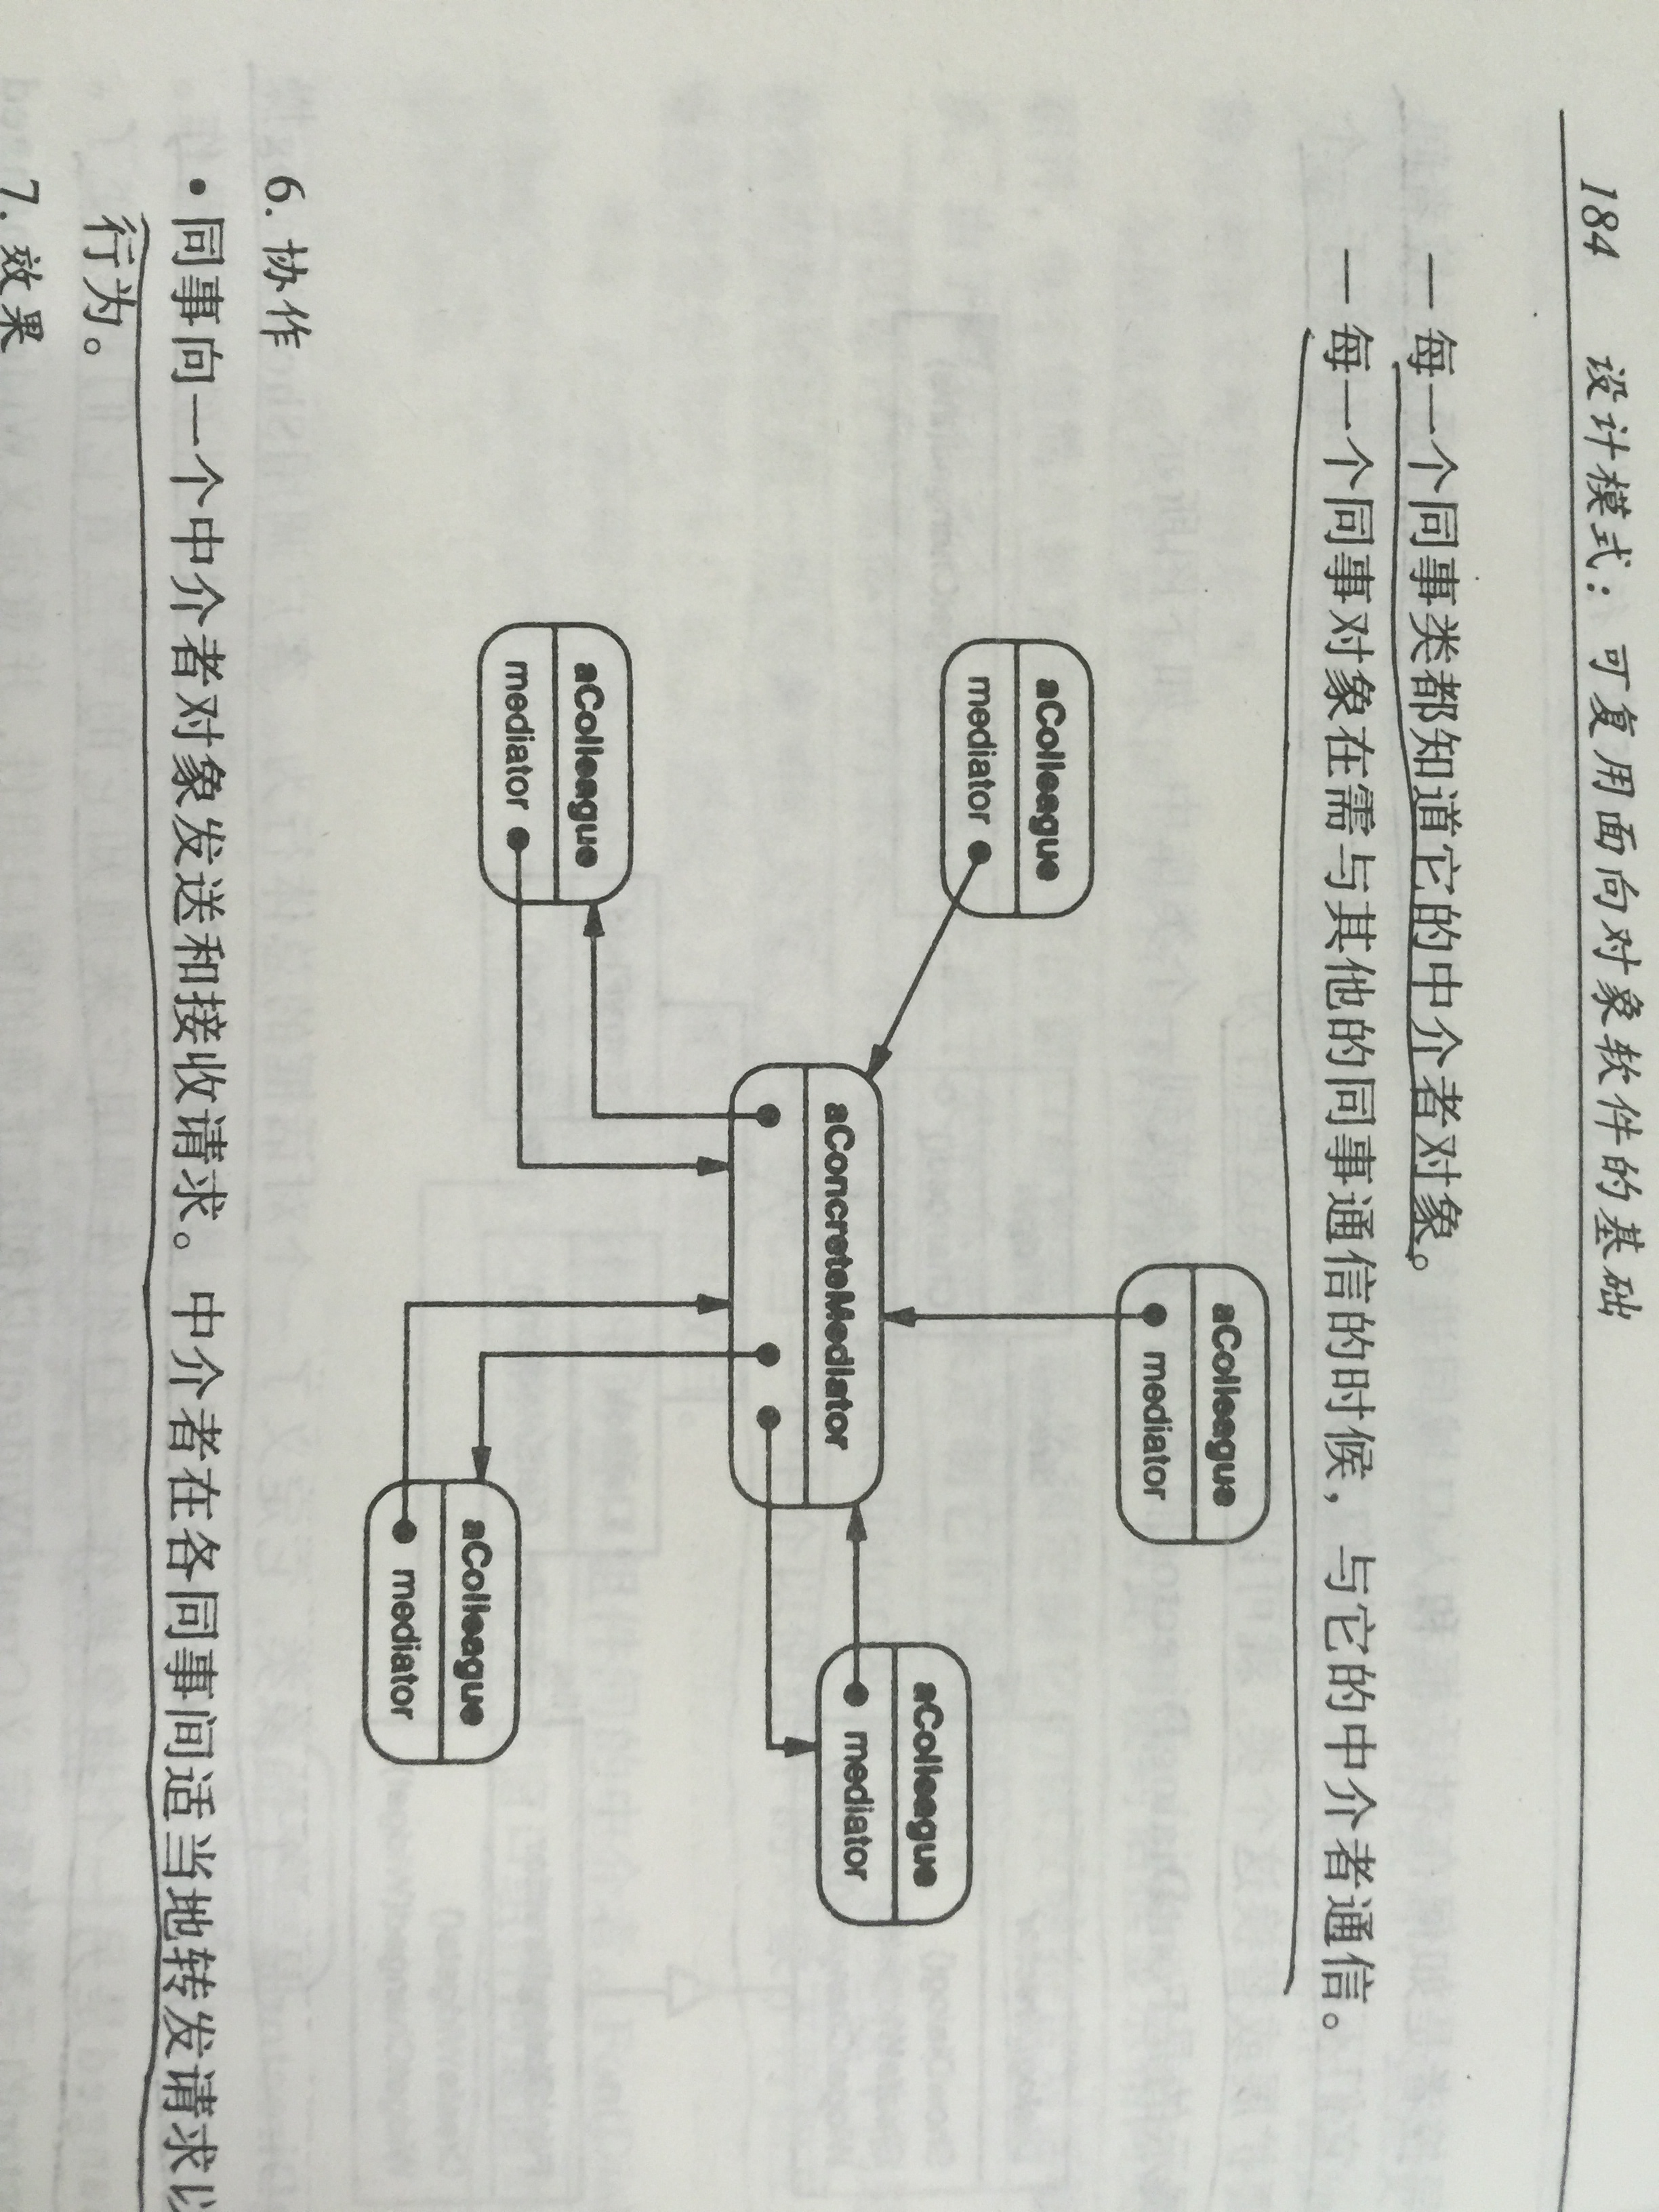 184 设计模式：可复用面向对象软件的基础
— 每一个同事类都知道它的中介者对象。
— 每一个同事对象在需与其他的同事通信的时候，与它的中介者通信。
aColleague
mediator
aColleague
mediator
aColleague
mediator
aConcreteMediator
aColleague
mediator
aColleague
mediator
6. 协作
• 同事向一个中介者对象发送和接收请求。中介者在各同事间适当地转发请求以
行为。
7. 效果